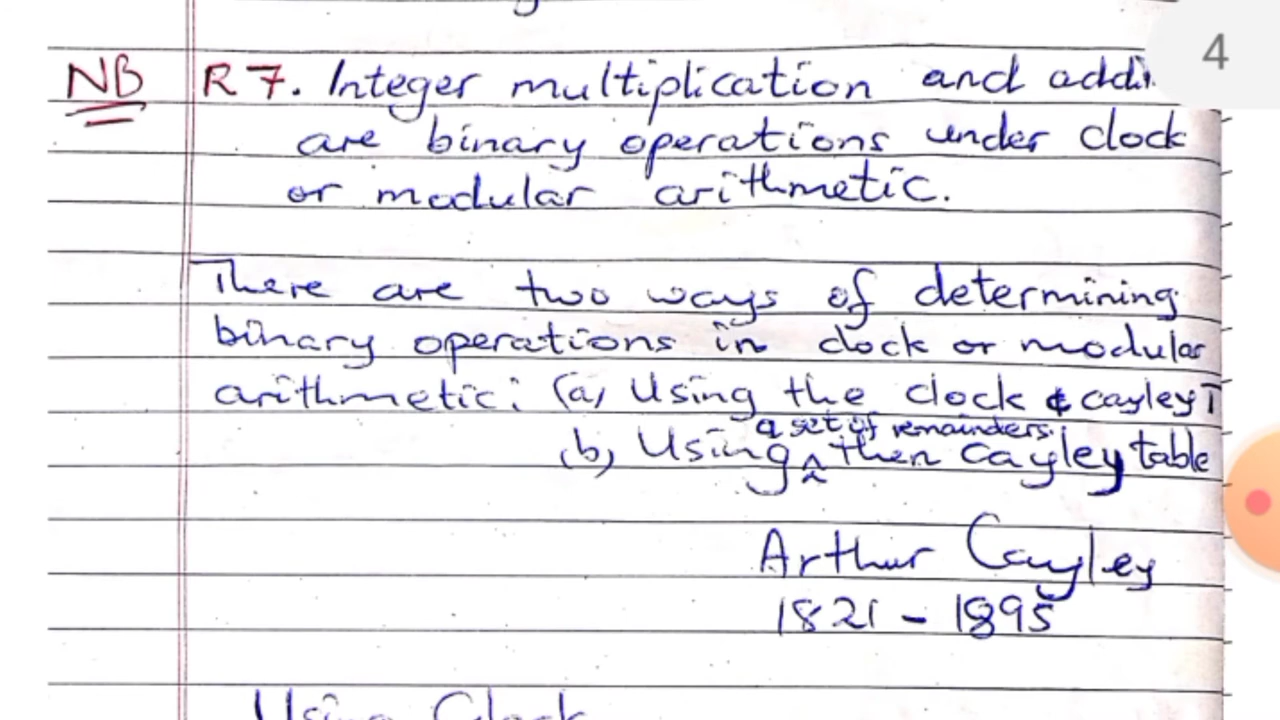 4
NB R7. Integer multiplication and addi
are binary operations under clock
or modular arithmetic.
There are two ways of determining
binary operations in clock or modular
arithmetic: (a) Using the clock & cayley T
a set of remainders.
(b) Using ^ then Cayley table
Arthur Cayley
1821 - 1895
Using Clock